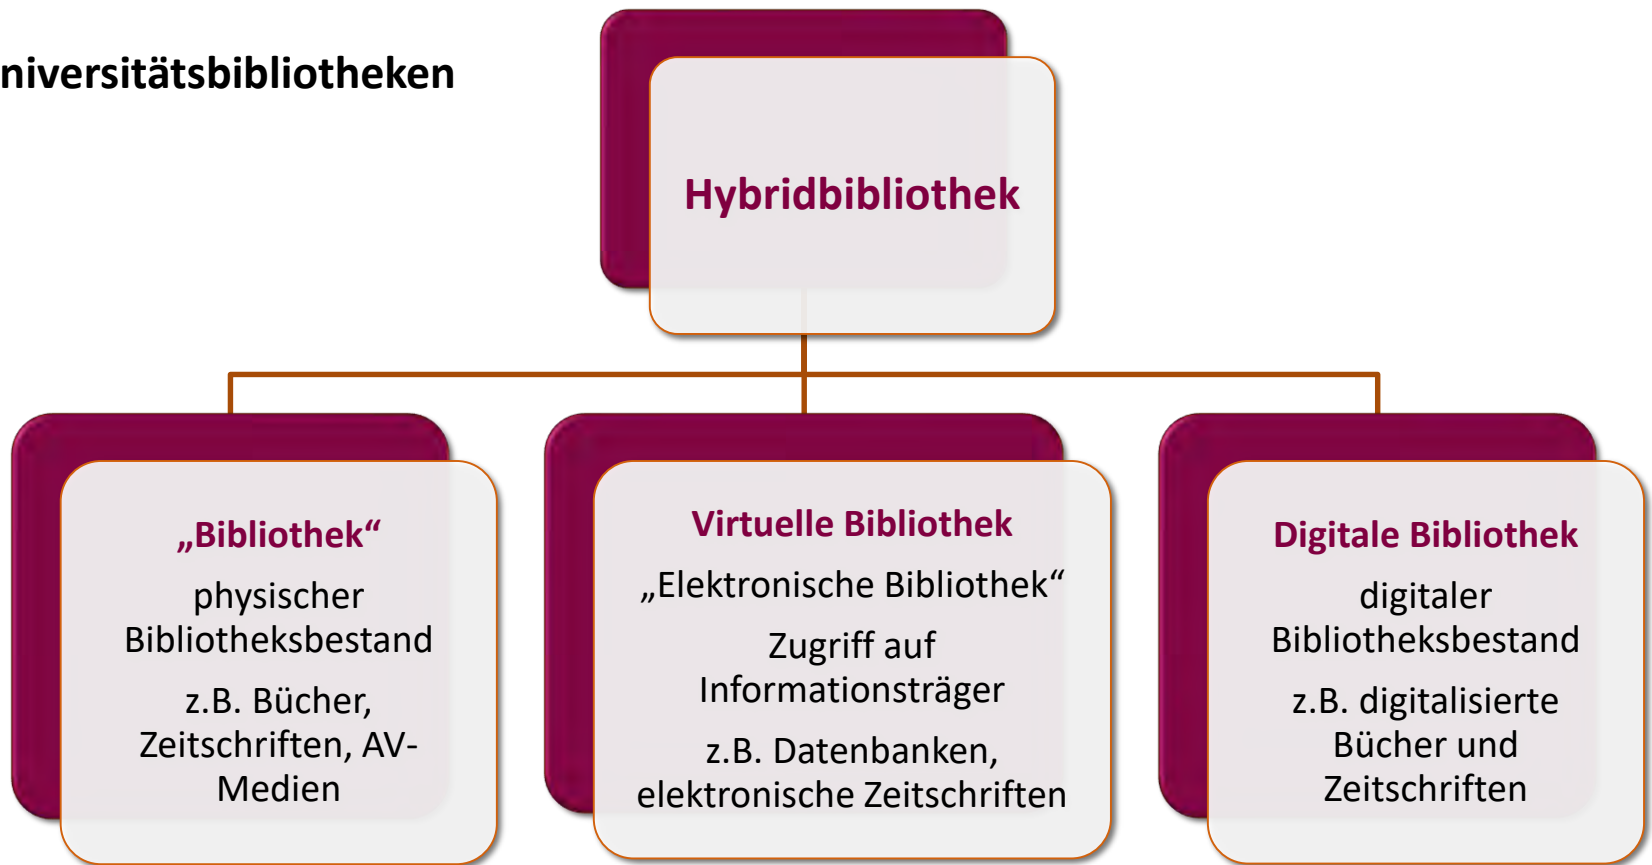 niversitätsbibliotheken
Hybridbibliothek
„Bibliothek“
physischer
Bibliotheksbestand
z.B. Bücher,
Zeitschriften, AV-
Medien
Virtuelle Bibliothek
„Elektronische Bibliothek“
Zugriff auf
Informationsträger
z.B. Datenbanken,
elektronische Zeitschriften
Digitale Bibliothek
digitaler
Bibliotheksbestand
z.B. digitalisierte
Bücher und
Zeitschriften